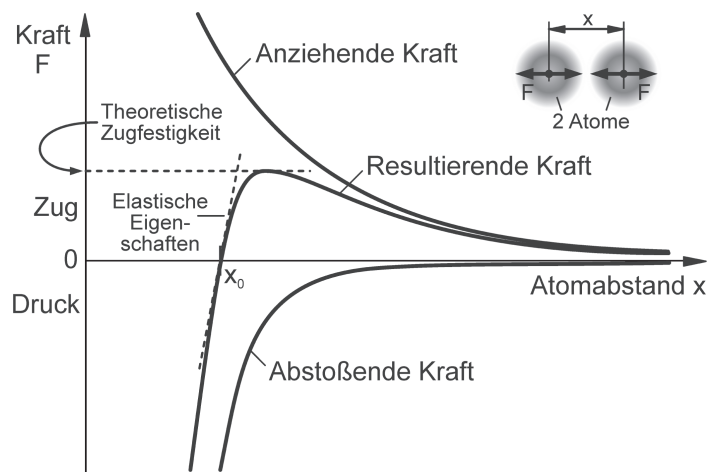 Kraft
F
Anziehende Kraft
x
F
F
2 Atome
Theoretische
Zugfestigkeit
Resultierende Kraft
Zug
Elastische
Eigen-
schaften
0
x₀
Atomabstand x
Druck
Abstoßende Kraft